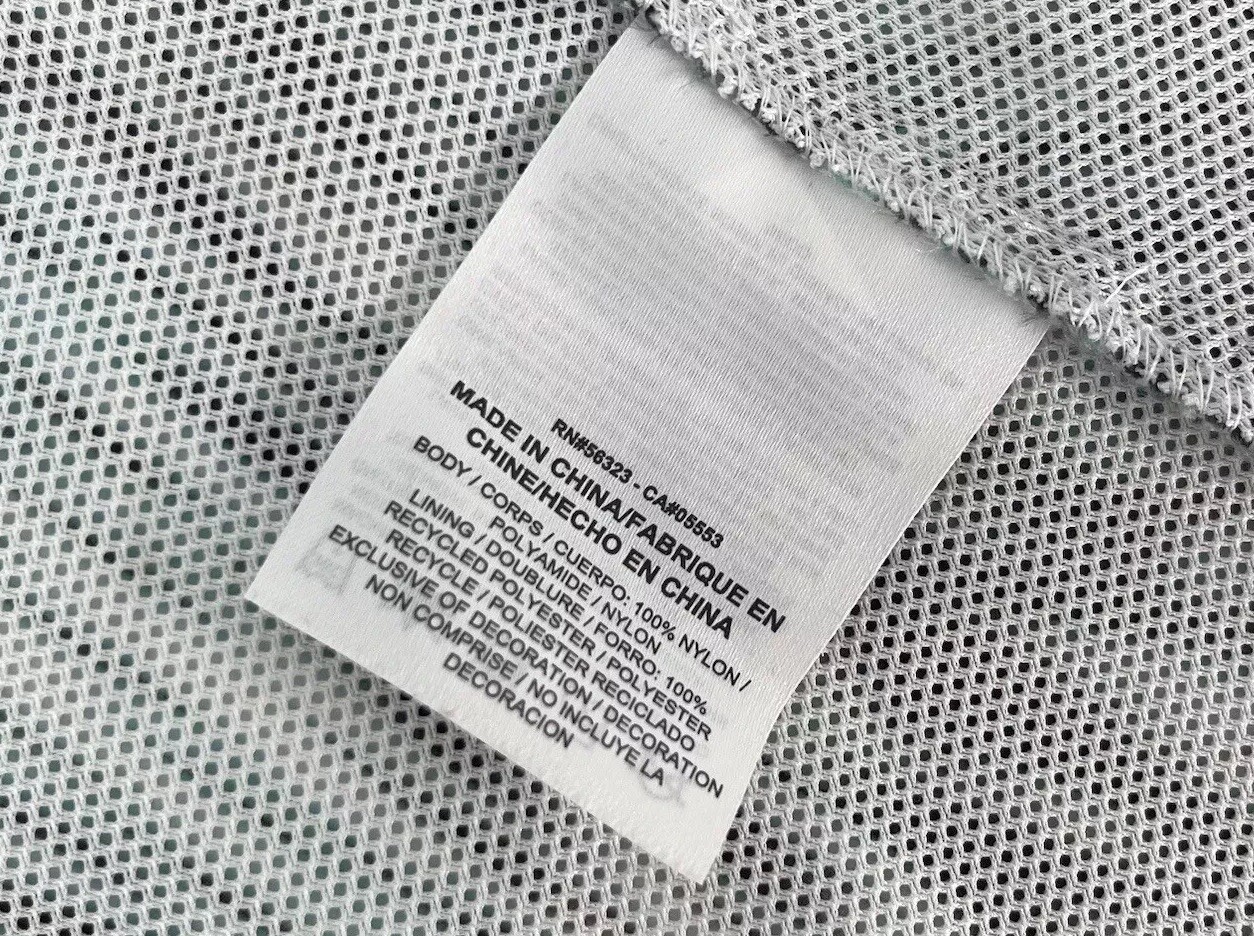 RN#56323 - CA#05553
MADE IN CHINA/FABRIQUE EN
CHINE/HECHO EN CHINA
BODY / CORPS / CUERPO: 100% NYLON /
POLYAMIDE / NYLON
LINING / DOUBLURE / FORRO: 100%
RECYCLED POLYESTER / POLYESTER
RECYCLE / POLIESTER RECICLADO
EXCLUSIVE OF DECORATION / DECORATION
NON COMPRISE / NO INCLUYE LA
DECORACION